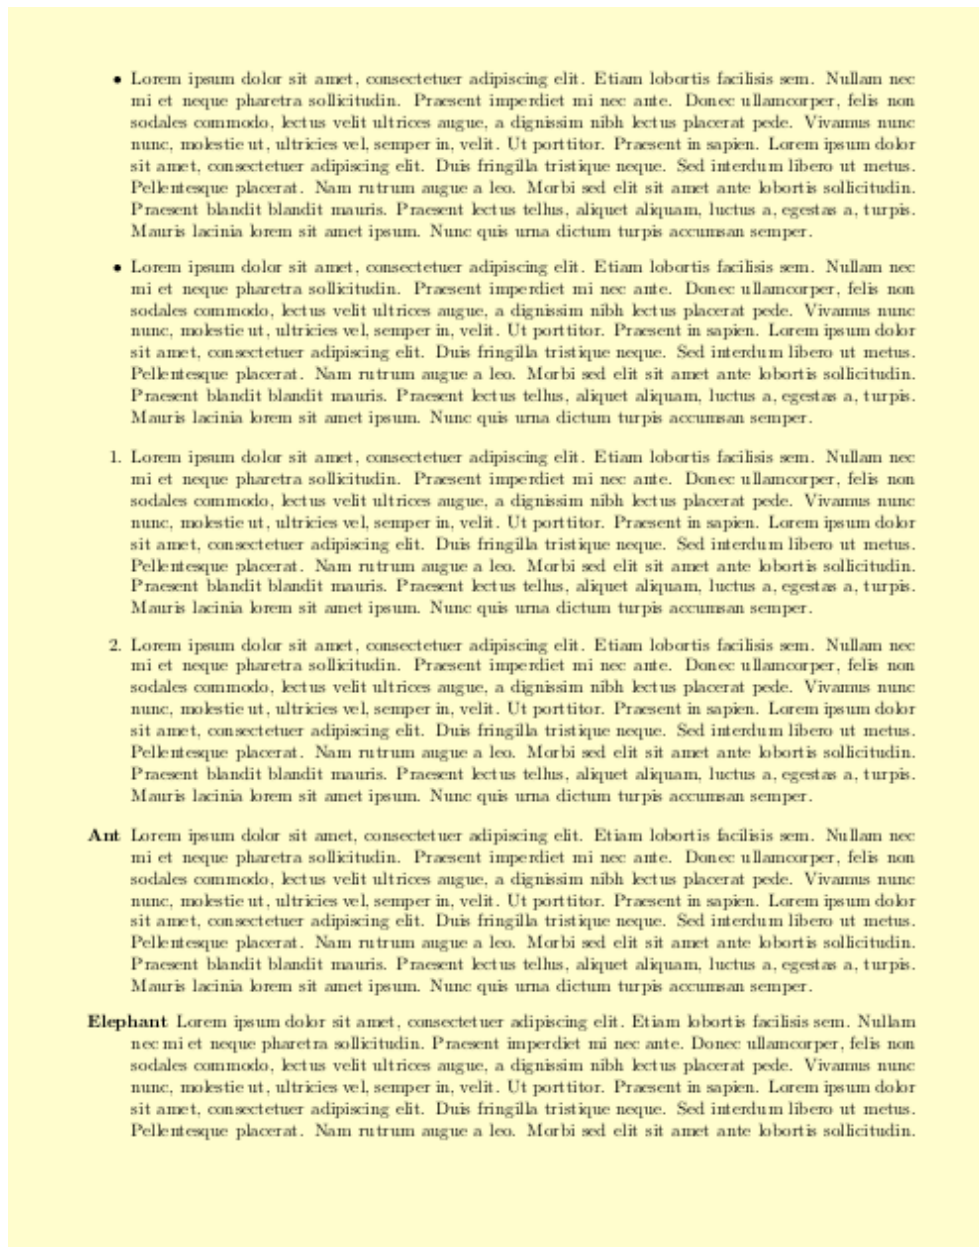 • Lorem ipsum dolor sit amet, consectetuer adipiscing elit. Etiam lobortis facilisis sem. Nullam nec
mi et neque pharetra sollicitudin. Praesent imperdiet mi nec ante. Donec ullamcorper, felis non
sodales commodo, lectus velit ultrices augue, a dignissim nibh lectus placerat pede. Vivamus nunc
nunc, molestie ut, ultricies vel, semper in, velit. Ut porttitor. Praesent in sapien. Lorem ipsum dolor
sit amet, consectetuer adipiscing elit. Duis fringilla tristique neque. Sed interdum libero ut metus.
Pellentesque placerat. Nam rutrum augue a leo. Morbi sed elit sit amet ante lobortis sollicitudin.
Praesent blandit blandit mauris. Praesent lectus tellus, aliquet aliquam, luctus a, egestas a, turpis.
Mauris lacinia lorem sit amet ipsum. Nunc quis urna dictum turpis accumsan semper.
• Lorem ipsum dolor sit amet, consectetuer adipiscing elit. Etiam lobortis facilisis sem. Nullam nec
mi et neque pharetra sollicitudin. Praesent imperdiet mi nec ante. Donec ullamcorper, felis non
sodales commodo, lectus velit ultrices augue, a dignissim nibh lectus placerat pede. Vivamus nunc
nunc, molestie ut, ultricies vel, semper in, velit. Ut porttitor. Praesent in sapien. Lorem ipsum dolor
sit amet, consectetuer adipiscing elit. Duis fringilla tristique neque. Sed interdum libero ut metus.
Pellentesque placerat. Nam rutrum augue a leo. Morbi sed elit sit amet ante lobortis sollicitudin.
Praesent blandit blandit mauris. Praesent lectus tellus, aliquet aliquam, luctus a, egestas a, turpis.
Mauris lacinia lorem sit amet ipsum. Nunc quis urna dictum turpis accumsan semper.
1. Lorem ipsum dolor sit amet, consectetuer adipiscing elit. Etiam lobortis facilisis sem. Nullam nec
mi et neque pharetra sollicitudin. Praesent imperdiet mi nec ante. Donec ullamcorper, felis non
sodales commodo, lectus velit ultrices augue, a dignissim nibh lectus placerat pede. Vivamus nunc
nunc, molestie ut, ultricies vel, semper in, velit. Ut porttitor. Praesent in sapien. Lorem ipsum dolor
sit amet, consectetuer adipiscing elit. Duis fringilla tristique neque. Sed interdum libero ut metus.
Pellentesque placerat. Nam rutrum augue a leo. Morbi sed elit sit amet ante lobortis sollicitudin.
Praesent blandit blandit mauris. Praesent lectus tellus, aliquet aliquam, luctus a, egestas a, turpis.
Mauris lacinia lorem sit amet ipsum. Nunc quis urna dictum turpis accumsan semper.
2. Lorem ipsum dolor sit amet, consectetuer adipiscing elit. Etiam lobortis facilisis sem. Nullam nec
mi et neque pharetra sollicitudin. Praesent imperdiet mi nec ante. Donec ullamcorper, felis non
sodales commodo, lectus velit ultrices augue, a dignissim nibh lectus placerat pede. Vivamus nunc
nunc, molestie ut, ultricies vel, semper in, velit. Ut porttitor. Praesent in sapien. Lorem ipsum dolor
sit amet, consectetuer adipiscing elit. Duis fringilla tristique neque. Sed interdum libero ut metus.
Pellentesque placerat. Nam rutrum augue a leo. Morbi sed elit sit amet ante lobortis sollicitudin.
Praesent blandit blandit mauris. Praesent lectus tellus, aliquet aliquam, luctus a, egestas a, turpis.
Mauris lacinia lorem sit amet ipsum. Nunc quis urna dictum turpis accumsan semper.
Ant Lorem ipsum dolor sit amet, consectetuer adipiscing elit. Etiam lobortis facilisis sem. Nullam nec
mi et neque pharetra sollicitudin. Praesent imperdiet mi nec ante. Donec ullamcorper, felis non
sodales commodo, lectus velit ultrices augue, a dignissim nibh lectus placerat pede. Vivamus nunc
nunc, molestie ut, ultricies vel, semper in, velit. Ut porttitor. Praesent in sapien. Lorem ipsum dolor
sit amet, consectetuer adipiscing elit. Duis fringilla tristique neque. Sed interdum libero ut metus.
Pellentesque placerat. Nam rutrum augue a leo. Morbi sed elit sit amet ante lobortis sollicitudin.
Praesent blandit blandit mauris. Praesent lectus tellus, aliquet aliquam, luctus a, egestas a, turpis.
Mauris lacinia lorem sit amet ipsum. Nunc quis urna dictum turpis accumsan semper.
Elephant Lorem ipsum dolor sit amet, consectetuer adipiscing elit. Etiam lobortis facilisis sem. Nullam
nec mi et neque pharetra sollicitudin. Praesent imperdiet mi nec ante. Donec ullamcorper, felis non
sodales commodo, lectus velit ultrices augue, a dignissim nibh lectus placerat pede. Vivamus nunc
nunc, molestie ut, ultricies vel, semper in, velit. Ut porttitor. Praesent in sapien. Lorem ipsum dolor
sit amet, consectetuer adipiscing elit. Duis fringilla tristique neque. Sed interdum libero ut metus.
Pellentesque placerat. Nam rutrum augue a leo. Morbi sed elit sit amet ante lobortis sollicitudin.